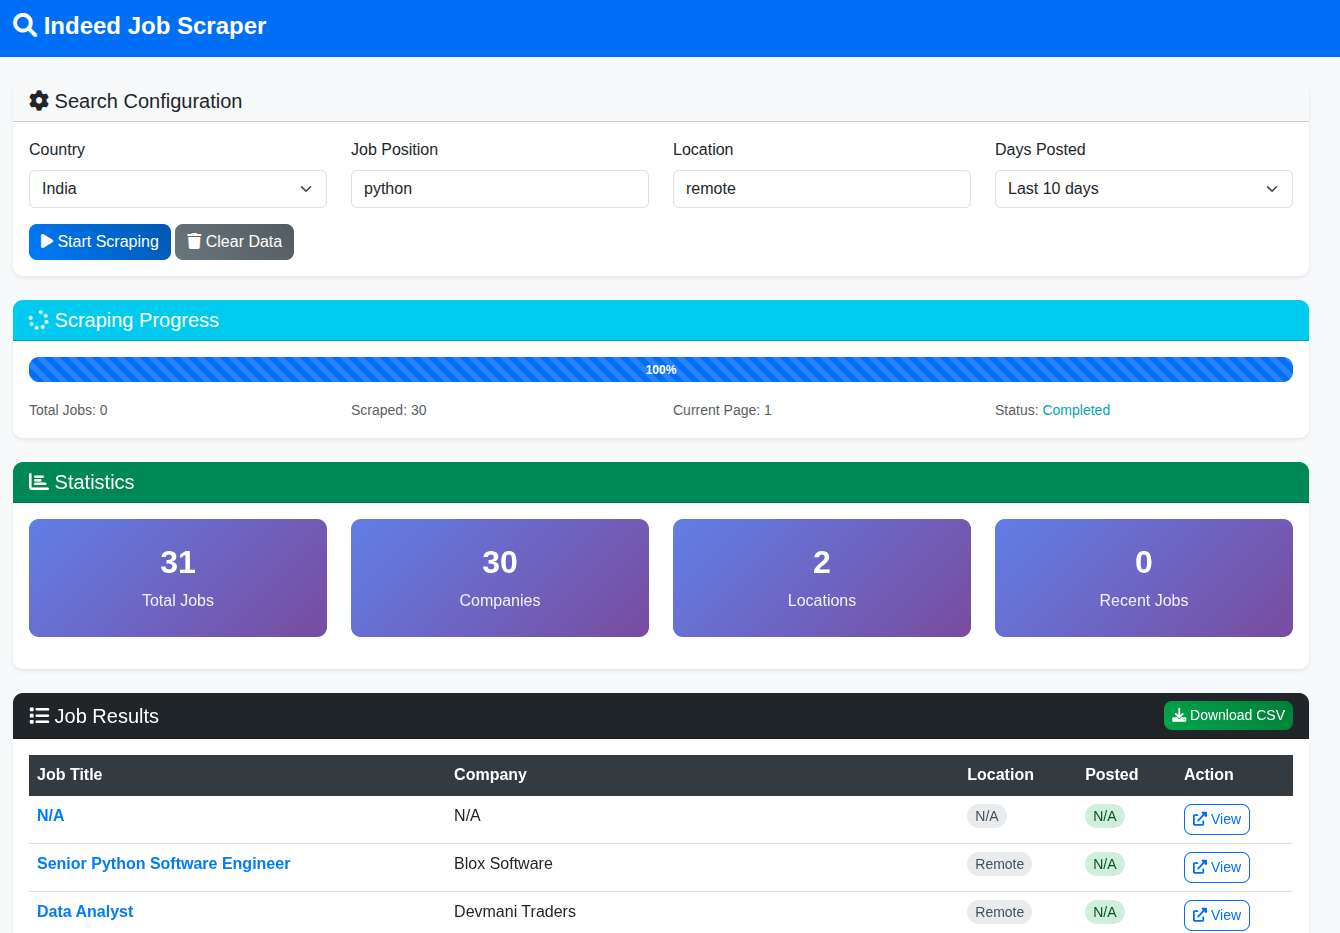 Indeed Job Scraper
Search Configuration
Country Job Position Location Days Posted
India python remote Last 10 days
Start Scraping Clear Data
Scraping Progress
100%
Total Jobs: 0 Scraped: 30 Current Page: 1 Status: Completed
Statistics
31 30 2 0
Total Jobs Companies Locations Recent Jobs
Job Results Download CSV
Job Title Company Location Posted Action
N/A N/A N/A N/A View
Senior Python Software Engineer Blox Software Remote N/A View
Data Analyst Devmani Traders Remote N/A View